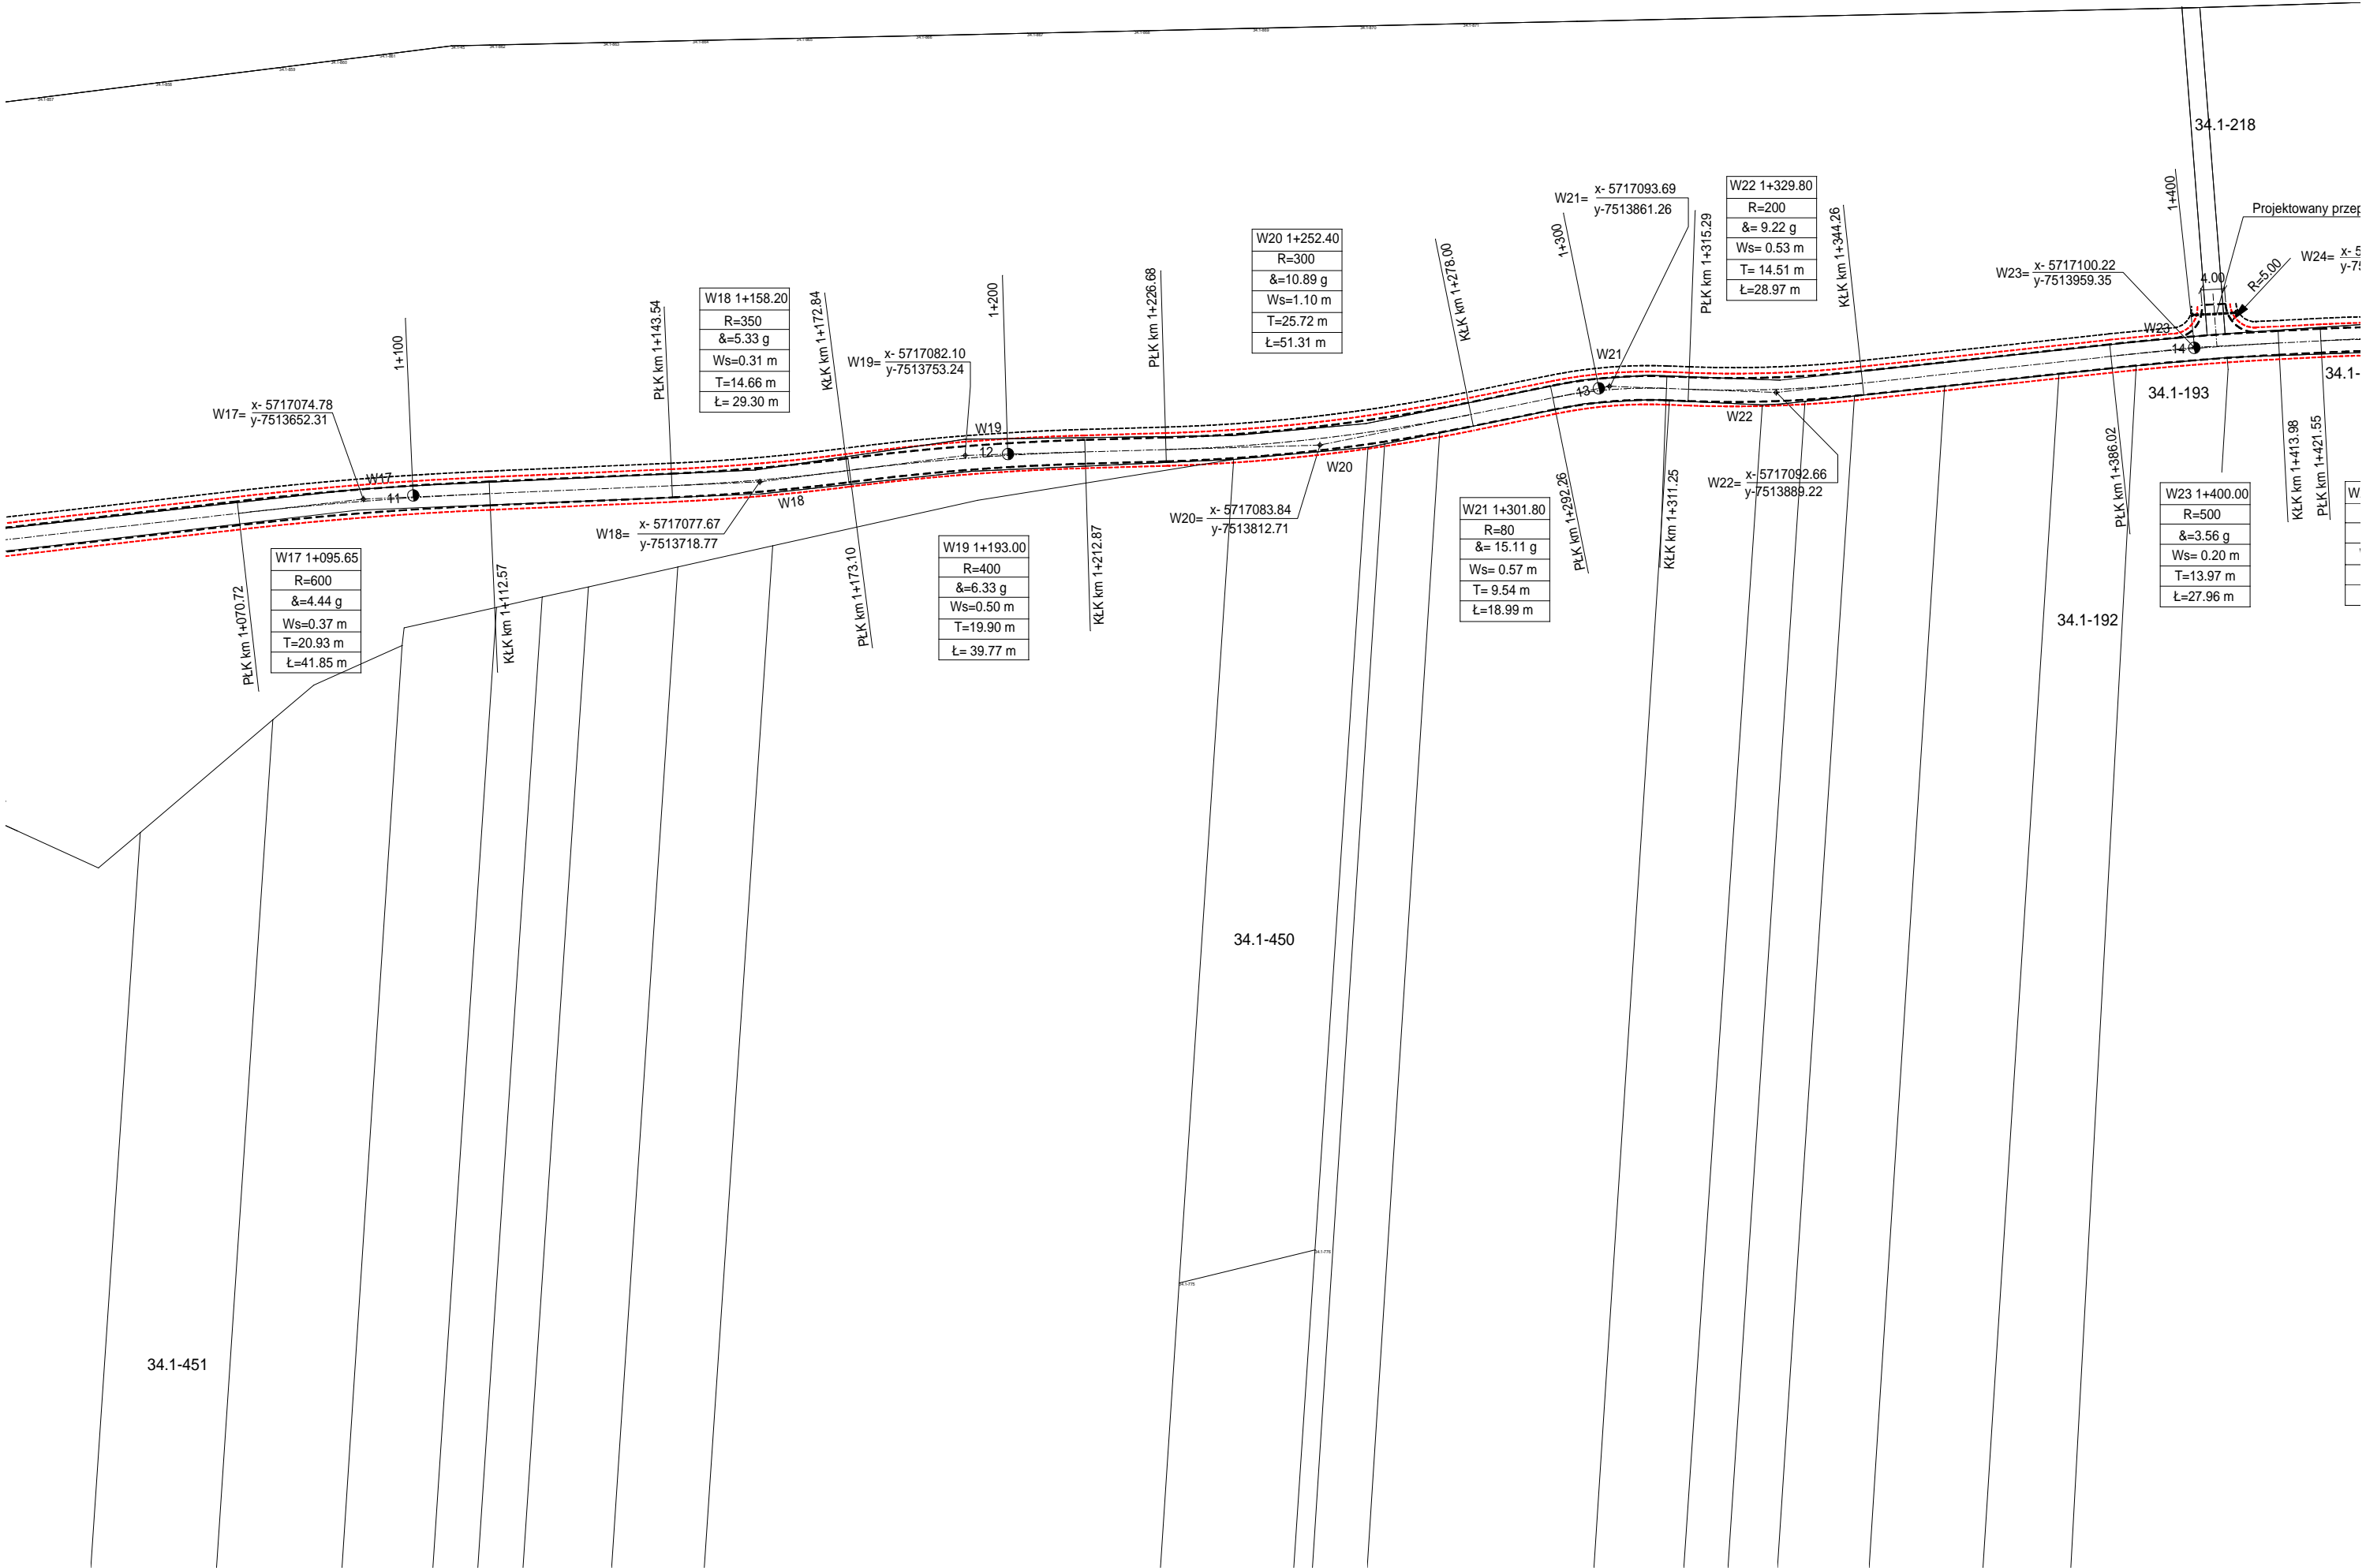 34.1-218
1+400
Projektowany przep
W24= x- 5
y-75
4.00
R=5.00
W23= x- 5717100.22
y-7513959.35
W23
14
W21= x- 5717093.69
y-7513861.26
1+300
PŁK km 1+315.29
W22 1+329.80
R=200
&= 9.22 g
Ws= 0.53 m
T= 14.51 m
Ł=28.97 m
KŁK km 1+344.26
W20 1+252.40
R=300
&=10.89 g
Ws=1.10 m
T=25.72 m
Ł=51.31 m
KŁK km 1+278.00
W21
13
W22
PŁK km 1+226.68
1+200
W18 1+158.20
R=350
&=5.33 g
Ws=0.31 m
T=14.66 m
Ł= 29.30 m
KŁK km 1+172.84
PŁK km 1+143.54
W19= x- 5717082.10
y-7513753.24
W19
12
1+100
W17= x- 5717074.78
y-7513652.31
W17
11
W18
W20
W18= x- 5717077.67
y-7513718.77
W20= x- 5717083.84
y-7513812.71
W22= x- 5717092.66
y-7513889.22
34.1-193
34.1-
PŁK km 1+070.72
W17 1+095.65
R=600
&=4.44 g
Ws=0.37 m
T=20.93 m
Ł=41.85 m
KŁK km 1+112.57
PŁK km 1+173.10
W19 1+193.00
R=400
&=6.33 g
Ws=0.50 m
T=19.90 m
Ł= 39.77 m
KŁK km 1+212.87
W21 1+301.80
R=80
&= 15.11 g
Ws= 0.57 m
T= 9.54 m
Ł=18.99 m
PŁK km 1+292.26
KŁK km 1+311.25
PŁK km 1+386.02
W23 1+400.00
R=500
&=3.56 g
Ws= 0.20 m
T=13.97 m
Ł=27.96 m
KŁK km 1+413.98
PŁK km 1+421.55
W
34.1-192
34.1-450
34.1-451